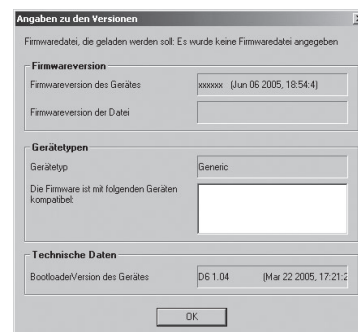 Angaben zu den Versionen
Firmwaredatei, die geladen werden soll: Es wurde keine Firmwaredatei angegeben
Firmwareversion
Firmwareversion des Gerätes xxxxxx (Jun 06 2005, 18:54:4)
Firmwareversion der Datei
Gerätetypen
Gerätetyp Generic
Die Firmware ist mit folgenden Geräten
kompatibel:
Technische Daten
BootloaderVersion des Gerätes D6 1.04 (Mar 22 2005, 17:21:2
OK